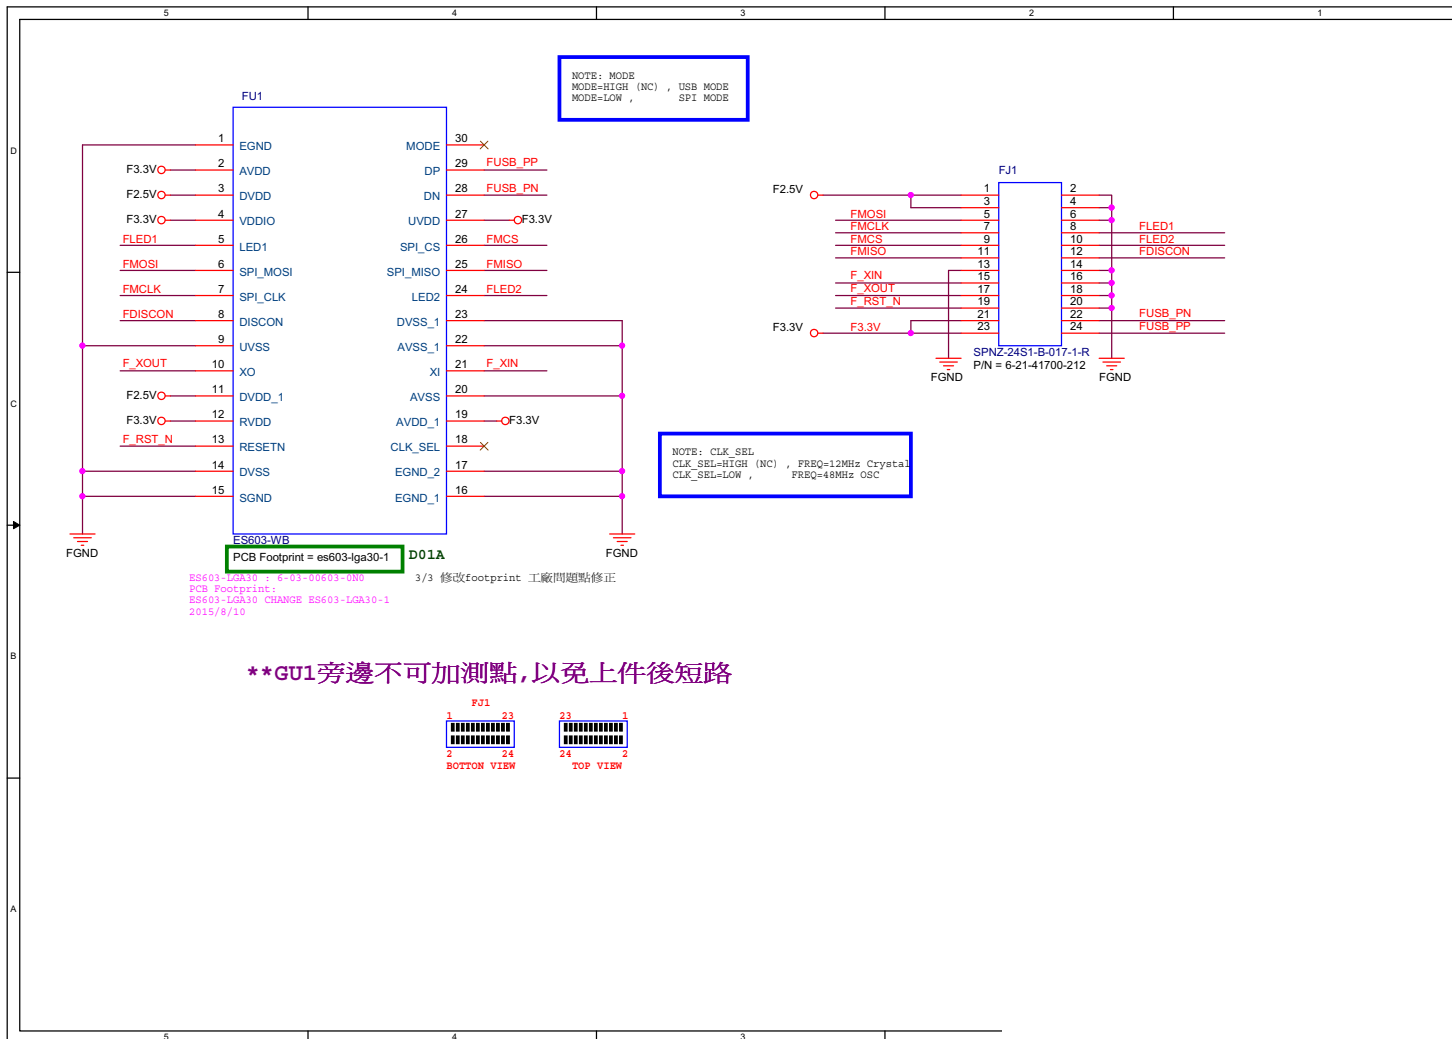 5 4 3 2 1
D
C
B
A
NOTE: MODE
MODE=HIGH (NC) , USB MODE
MODE=LOW , SPI MODE
FU1
1 EGND
F3.3V 2 AVDD
F2.5V 3 DVDD
F3.3V 4 VDDIO
FLED1 5 LED1
FMOSI 6 SPI_MOSI
FMCLK 7 SPI_CLK
FDISCON 8 DISCON
9 UVSS
F_XOUT 10 XO
F2.5V 11 DVDD_1
F3.3V 12 RVDD
F_RST_N 13 RESETN
14 DVSS
15 SGND
MODE 30
DP 29 FUSB_PP
DN 28 FUSB_PN
UVDD 27 F3.3V
SPI_CS 26 FMCS
SPI_MISO 25 FMISO
LED2 24 FLED2
DVSS_1 23
AVSS_1 22
XI 21 F_XIN
AVSS 20
AVDD_1 19 F3.3V
CLK_SEL 18
EGND_2 17
EGND_1 16
FGND
FGND
ES603-WB
PCB Footprint = es603-lga30-1
D01A
ES603-LGA30 : 6-03-00603-0N0
PCB Footprint:
ES603-LGA30 CHANGE ES603-LGA30-1
2015/8/10
3/3 修改footprint 工廠問題點修正
FJ1
F2.5V 1 2
3 4
FMOSI 5 6
FMCLK 7 8 FLED1
FMCS 9 10 FLED2
FMISO 11 12 FDISCON
13 14
F_XIN 15 16
F_XOUT 17 18
F_RST_N 19 20
21 22 FUSB_PN
F3.3V F3.3V 23 24 FUSB_PP
SPNZ-24S1-B-017-1-R
P/N = 6-21-41700-212
FGND
FGND
NOTE: CLK_SEL
CLK_SEL=HIGH (NC) , FREQ=12MHz Crystal
CLK_SEL=LOW , FREQ=48MHz OSC
**GU1旁邊不可加測點,以免上件後短路
FJ1
1 23
2 24
BOTTON VIEW
23 1
24 2
TOP VIEW
5 4 3